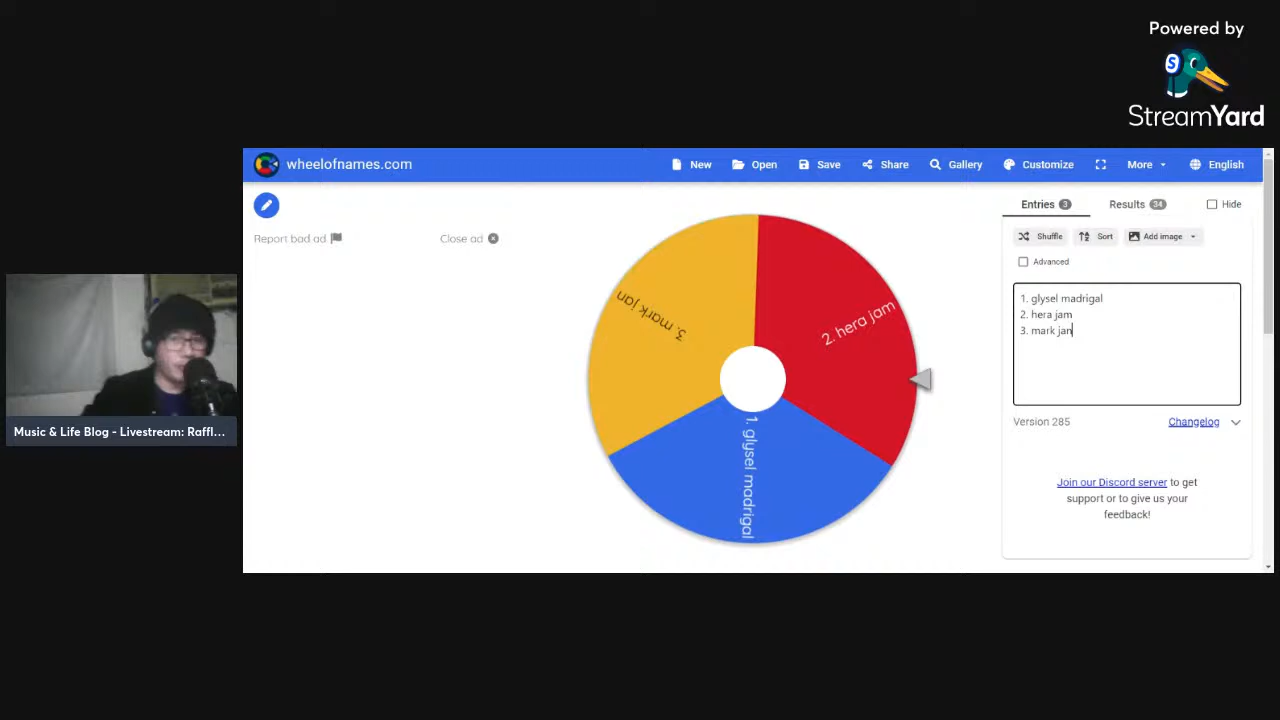 Powered by
StreamYard
wheelofnames.com
New
Open
Save
Share
Gallery
Customize
More
English
Report bad ad
Close ad
Entries 3
Results 34
Hide
Shuffle
Sort
Add image
Advanced
1. glysel madrigal
2. hera jam
3. mark jan
3. mark jan
2. hera jam
1. glysel madrigal
Version 285
Changelog
Join our Discord server to get
support or to give us your
feedback!
Music & Life Blog - Livestream: Raffl...